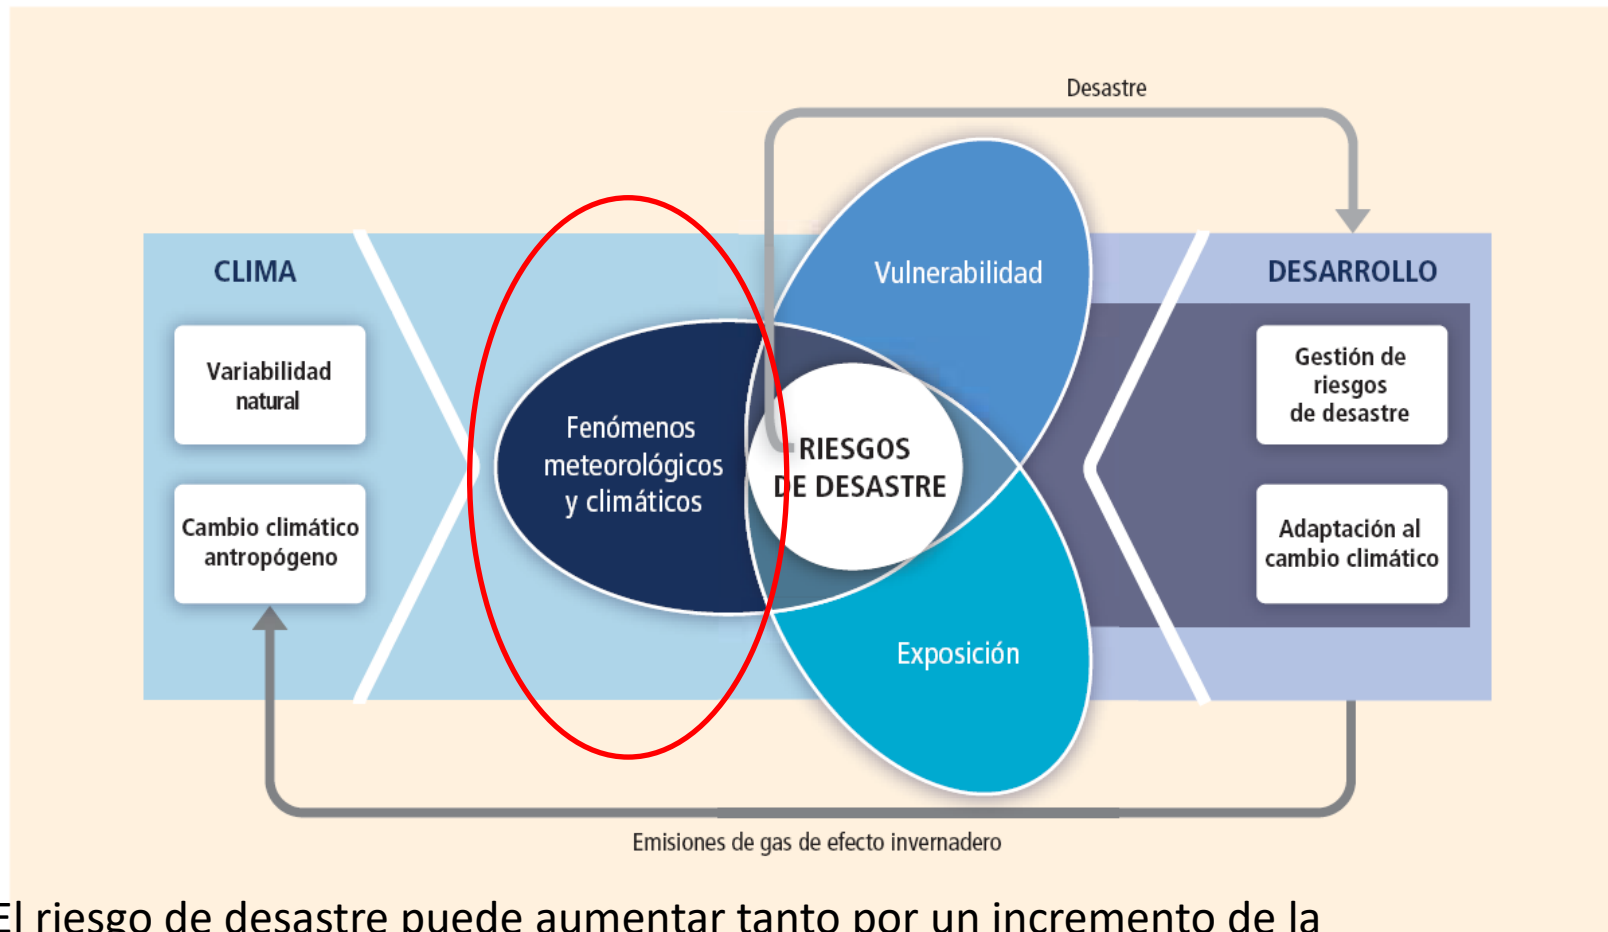 Desastre
CLIMA
Variabilidad
natural
Cambio climático
antropógeno
Fenómenos
meteorológicos
y climáticos
Vulnerabilidad
RIESGOS
DE DESASTRE
Exposición
DESARROLLO
Gestión de
riesgos
de desastre
Adaptación al
cambio climático
Emisiones de gas de efecto invernadero
El riesgo de desastre puede aumentar tanto por un incremento de la